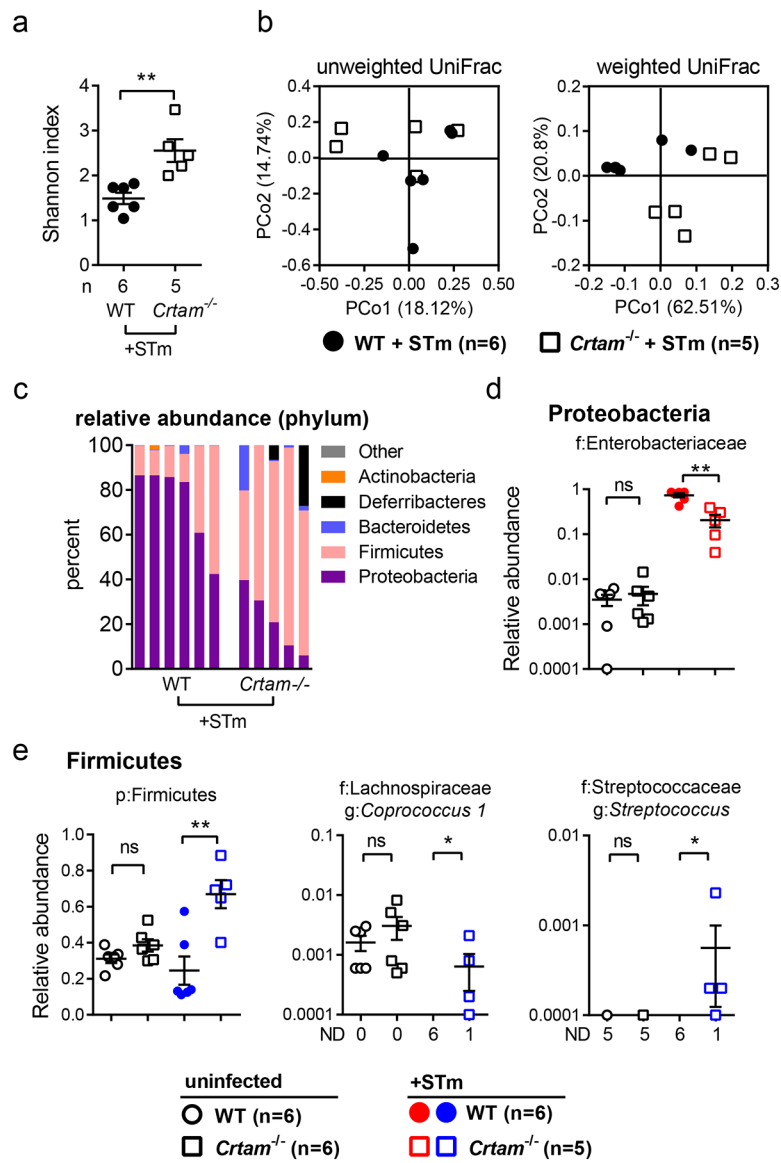 a
**
Shannon index
4
3
2
1
0
n 6 5
WT Crtam-/-
+STm
b
unweighted UniFrac
PCo2 (14.74%)
0.4
0.2
0.0
-0.2
-0.4
-0.6
-0.50 -0.25 0.00 0.25 0.50
PCo1 (18.12%)
weighted UniFrac
PCo2 (20.8%)
0.2
0.1
0.0
-0.1
-0.2
-0.2 -0.1 0.0 0.1 0.2 0.3
PCo1 (62.51%)
WT + STm (n=6) Crtam-/- + STm (n=5)
c
relative abundance (phylum)
percent
100
80
60
40
20
0
WT Crtam-/-
+STm
Other
Actinobacteria
Deferribacteres
Bacteroidetes
Firmicutes
Proteobacteria
d
Proteobacteria
f:Enterobacteriaceae
ns **
Relative abundance
1
0.1
0.004
0.001
0.0001
e
Firmicutes
p:Firmicutes
ns **
Relative abundance
1.0
0.8
0.6
0.4
0.2
0.0
f:Lachnospiraceae
g:Coprococcus 1
ns *
0.1
0.004
0.001
0.0001
ND 0 0 6 1
f:Streptococcaceae
g:Streptococcus
ns *
0.01
0.001
0.0001
ND 5 5 6 1
uninfected
WT (n=6)
Crtam-/- (n=6)
+STm
WT (n=6)
Crtam-/- (n=5)